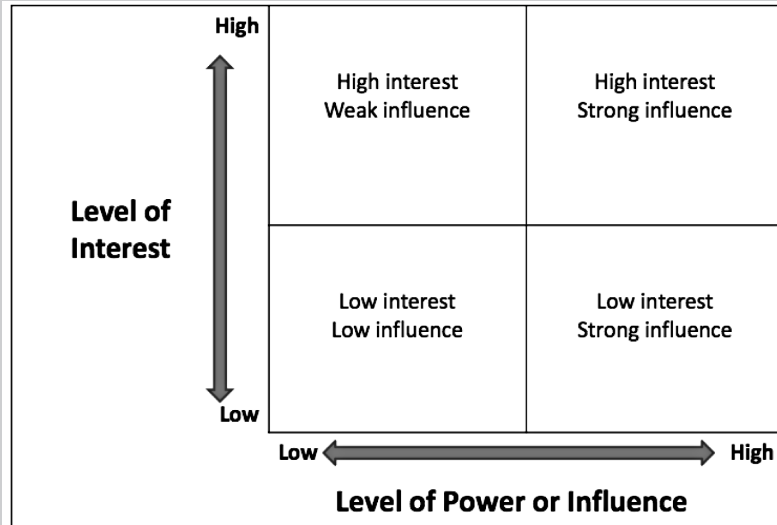 High
High interest
Weak influence
High interest
Strong influence
Level of
Interest
Low interest
Low influence
Low interest
Strong influence
Low
Low
High
Level of Power or Influence